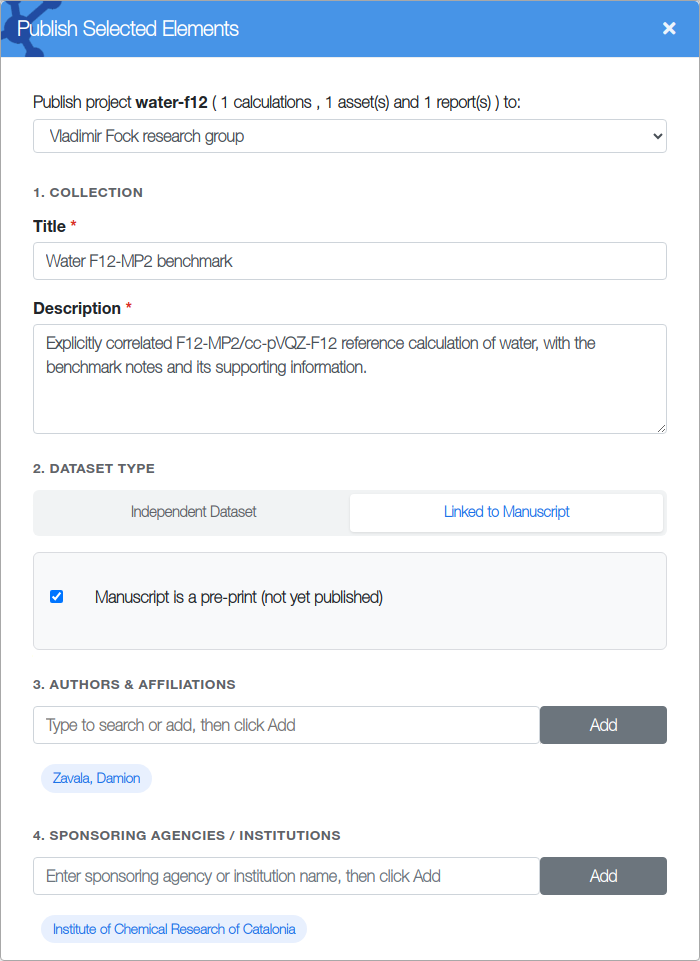 Publish Selected Elements ×
Publish project water-f12 ( 1 calculations , 1 asset(s) and 1 report(s) ) to:
Vladimir Fock research group
1. COLLECTION
Title *
Water F12-MP2 benchmark
Description *
Explicitly correlated F12-MP2/cc-pVQZ-F12 reference calculation of water, with the
benchmark notes and its supporting information.
2. DATASET TYPE
Independent Dataset Linked to Manuscript
Manuscript is a pre-print (not yet published)
3. AUTHORS & AFFILIATIONS
Type to search or add, then click Add Add
Zavala, Damion
4. SPONSORING AGENCIES / INSTITUTIONS
Enter sponsoring agency or institution name, then click Add Add
Institute of Chemical Research of Catalonia